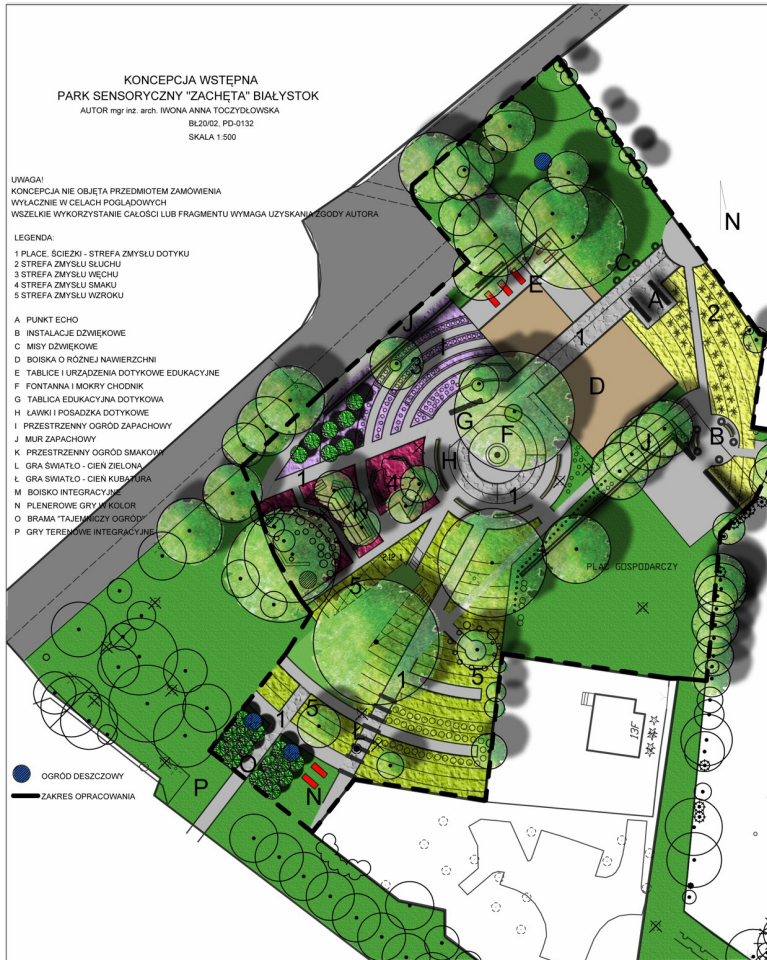 KONCEPCJA WSTĘPNA
PARK SENSORYCZNY "ZACHĘTA" BIAŁYSTOK
AUTOR mgr inż. arch. IWONA ANNA TOCZYDŁOWSKA
BŁ20/02, PD-0132
SKALA 1:500
UWAGA!
KONCEPCJA NIE OBJĘTA PRZEDMIOTEM ZAMÓWIENIA
WYŁACZNIE W CELACH POGLĄDOWYCH
WSZELKIE WYKORZYSTANIE CAŁOŚCI LUB FRAGMENTU WYMAGA UZYSKANIA ZGODY AUTORA
N
LEGENDA:
1 PLACE, ŚCIEŻKI - STREFA ZMYSŁU DOTYKU
2 STREFA ZMYSŁU SŁUCHU
3 STREFA ZMYSŁU WĘCHU
4 STREFA ZMYSŁU SMAKU
5 STREFA ZMYSŁU WZROKU
A PUNKT ECHO
B INSTALACJE DŹWIĘKOWE
C MISY DŹWIĘKOWE
D BOISKA O RÓŻNEJ NAWIERZCHNI
E TABLICE I URZĄDZENIA DOTYKOWE EDUKACYJNE
F FONTANNA I MOKRY CHODNIK
G TABLICA EDUKACYJNA DOTYKOWA
H ŁAWKI I POSADZKA DOTYKOWE
I PRZESTRZENNY OGRÓD ZAPACHOWY
J MUR ZAPACHOWY
K PRZESTRZENNY OGRÓD SMAKOWY
L GRA ŚWIATŁO - CIEŃ ZIELONA
Ł GRA ŚWIATŁO - CIEŃ KUBATURA
M BOISKO INTEGRACYJNE
N PLENEROWE GRY W KOLOR
O BRAMA "TAJEMNICZY OGRÓD"
P GRY TERENOWE INTEGRACYJNE
C
E
A
2
J
1
I
3
1
D
G
F
B
H
L
1
4
K
1
5
PLAC GOSPODARCZY
1
5
5
1
13F
O
P
N
OGRÓD DESZCZOWY
ZAKRES OPRACOWANIA